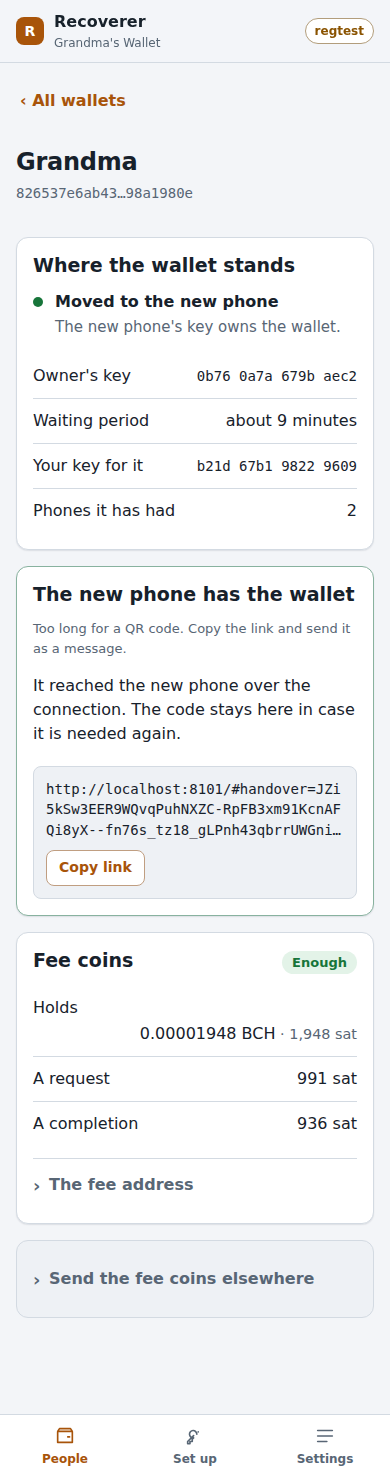 R
Recoverer
Grandma's Wallet
regtest
‹ All wallets
Grandma
826537e6ab43…98a1980e
Where the wallet stands
Moved to the new phone
The new phone's key owns the wallet.
Owner's key 0b76 0a7a 679b aec2
Waiting period about 9 minutes
Your key for it b21d 67b1 9822 9609
Phones it has had 2
The new phone has the wallet
Too long for a QR code. Copy the link and send it
as a message.
It reached the new phone over the
connection. The code stays here in case
it is needed again.
http://localhost:8101/#handover=JZi
5kSw3EER9WQvqPuhNXZC-RpFB3xm91KcnAF
Qi8yX--fn76s_tz18_gLPnh43qbrrUWGni…
Copy link
Fee coins Enough
Holds
0.00001948 BCH · 1,948 sat
A request 991 sat
A completion 936 sat
› The fee address
› Send the fee coins elsewhere
People Set up Settings